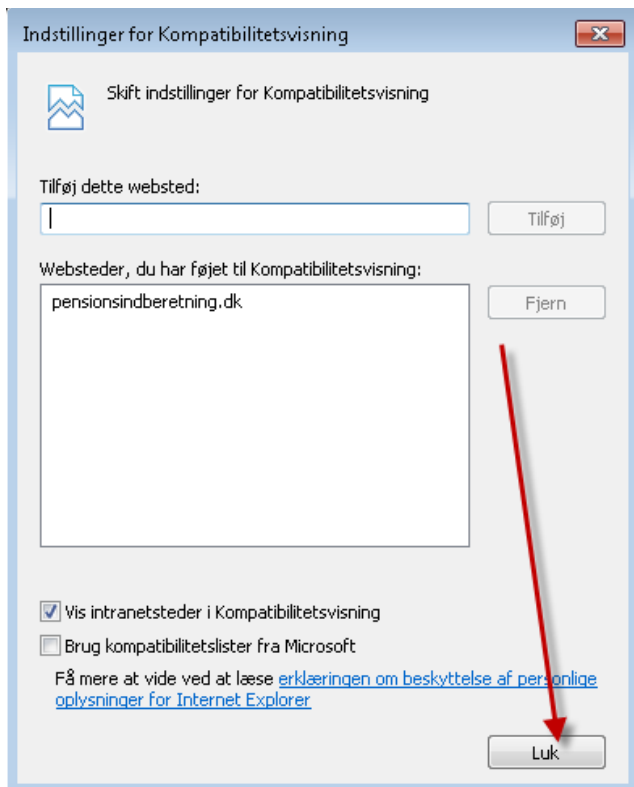 Indstillinger for Kompatibilitetsvisning
Skift indstillinger for Kompatibilitetsvisning
Tilføj dette websted:
Tilføj
Websteder, du har føjet til Kompatibilitetsvisning:
pensionsindberetning.dk
Fjern
Vis intranetsteder i Kompatibilitetsvisning
Brug kompatibilitetslister fra Microsoft
Få mere at vide ved at læse erklæringen om beskyttelse af personlige
oplysninger for Internet Explorer
Luk